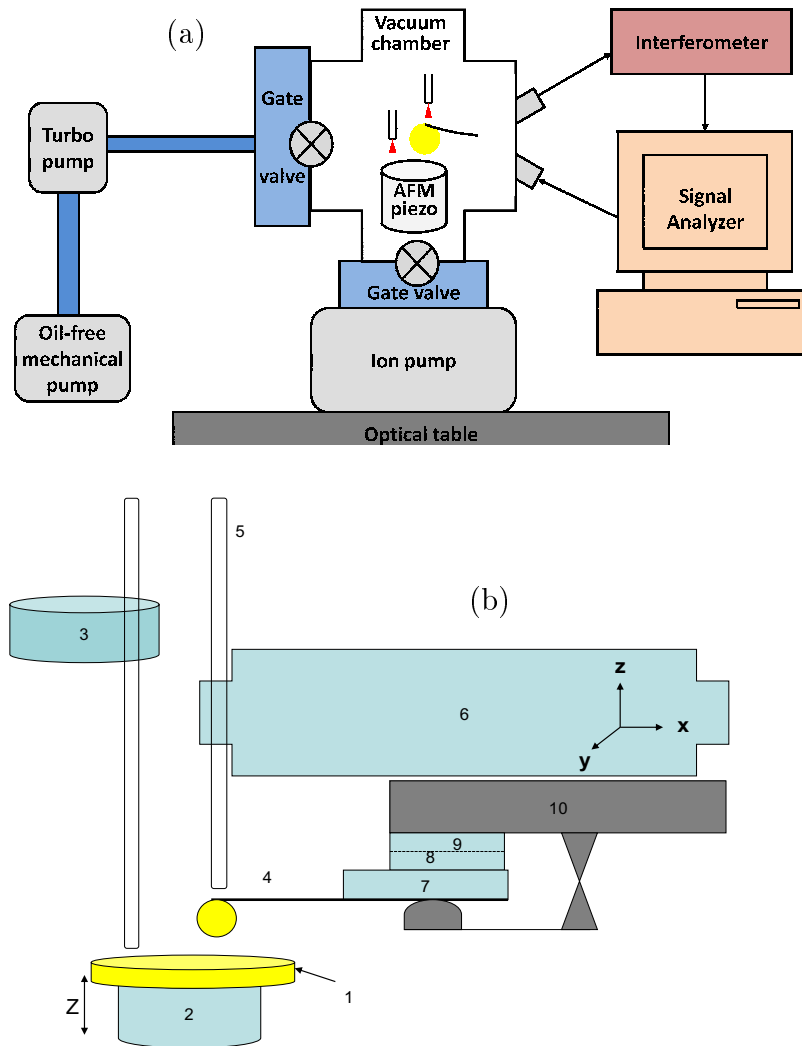 (a)
Vacuum
chamber
Interferometer
Gate
valve
Turbo
pump
AFM
piezo
Signal
Analyzer
Gate valve
Oil-free
mechanical
pump
Ion pump
Optical table
5
(b)
3
z
6
x
y
10
9
8
4
7
1
Z
2